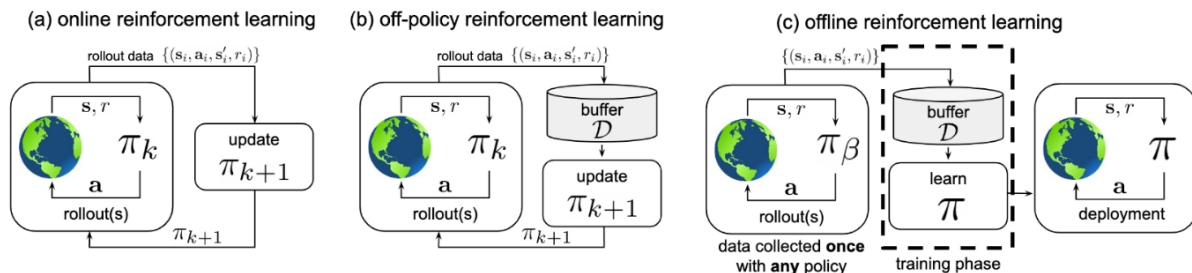 (a) online reinforcement learning
rollout data {(s_i, a_i, s'_i, r_i)}
s, r
π_k
a
rollout(s)
update
π_{k+1}
π_{k+1}
(b) off-policy reinforcement learning
rollout data {(s_i, a_i, s'_i, r_i)}
s, r
π_k
a
rollout(s)
buffer
D
update
π_{k+1}
π_{k+1}
(c) offline reinforcement learning
{(s_i, a_i, s'_i, r_i)}
s, r
π_β
a
rollout(s)
data collected once
with any policy
buffer
D
learn
π
training phase
s, r
π
a
deployment